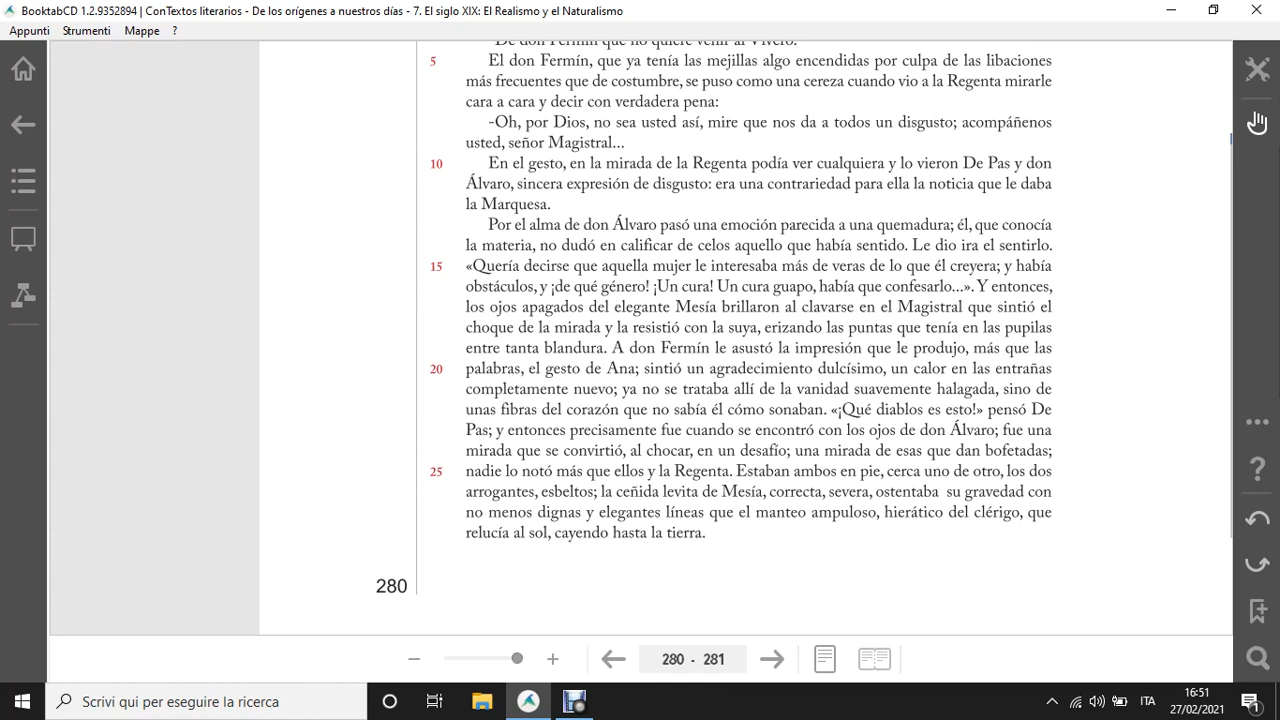 BooktabCD 1.2.9352894 | ConTextos literarios - De los orígenes a nuestros días - 7. El siglo XIX: El Realismo y el Naturalismo
Appunti Strumenti Mappe ?
-De don Fermín que no quiere venir al Vivero.
5 El don Fermín, que ya tenía las mejillas algo encendidas por culpa de las libaciones
más frecuentes que de costumbre, se puso como una cereza cuando vio a la Regenta mirarle
cara a cara y decir con verdadera pena:
-Oh, por Dios, no sea usted así, mire que nos da a todos un disgusto; acompáñenos
usted, señor Magistral...
10 En el gesto, en la mirada de la Regenta podía ver cualquiera y lo vieron De Pas y don
Álvaro, sincera expresión de disgusto: era una contrariedad para ella la noticia que le daba
la Marquesa.
Por el alma de don Álvaro pasó una emoción parecida a una quemadura; él, que conocía
la materia, no dudó en calificar de celos aquello que había sentido. Le dio ira el sentirlo.
15 «Quería decirse que aquella mujer le interesaba más de veras de lo que él creyera; y había
obstáculos, y ¡de qué género! ¡Un cura! Un cura guapo, había que confesarlo...». Y entonces,
los ojos apagados del elegante Mesía brillaron al clavarse en el Magistral que sintió el
choque de la mirada y la resistió con la suya, erizando las puntas que tenía en las pupilas
entre tanta blandura. A don Fermín le asustó la impresión que le produjo, más que las
20 palabras, el gesto de Ana; sintió un agradecimiento dulcísimo, un calor en las entrañas
completamente nuevo; ya no se trataba allí de la vanidad suavemente halagada, sino de
unas fibras del corazón que no sabía él cómo sonaban. «¡Qué diablos es esto!» pensó De
Pas; y entonces precisamente fue cuando se encontró con los ojos de don Álvaro; fue una
mirada que se convirtió, al chocar, en un desafío; una mirada de esas que dan bofetadas;
25 nadie lo notó más que ellos y la Regenta. Estaban ambos en pie, cerca uno de otro, los dos
arrogantes, esbeltos; la ceñida levita de Mesía, correcta, severa, ostentaba su gravedad con
no menos dignas y elegantes líneas que el manteo ampuloso, hierático del clérigo, que
relucía al sol, cayendo hasta la tierra.
280
280 - 281
Scrivi qui per eseguire la ricerca
ITA
16:51
27/02/2021
1